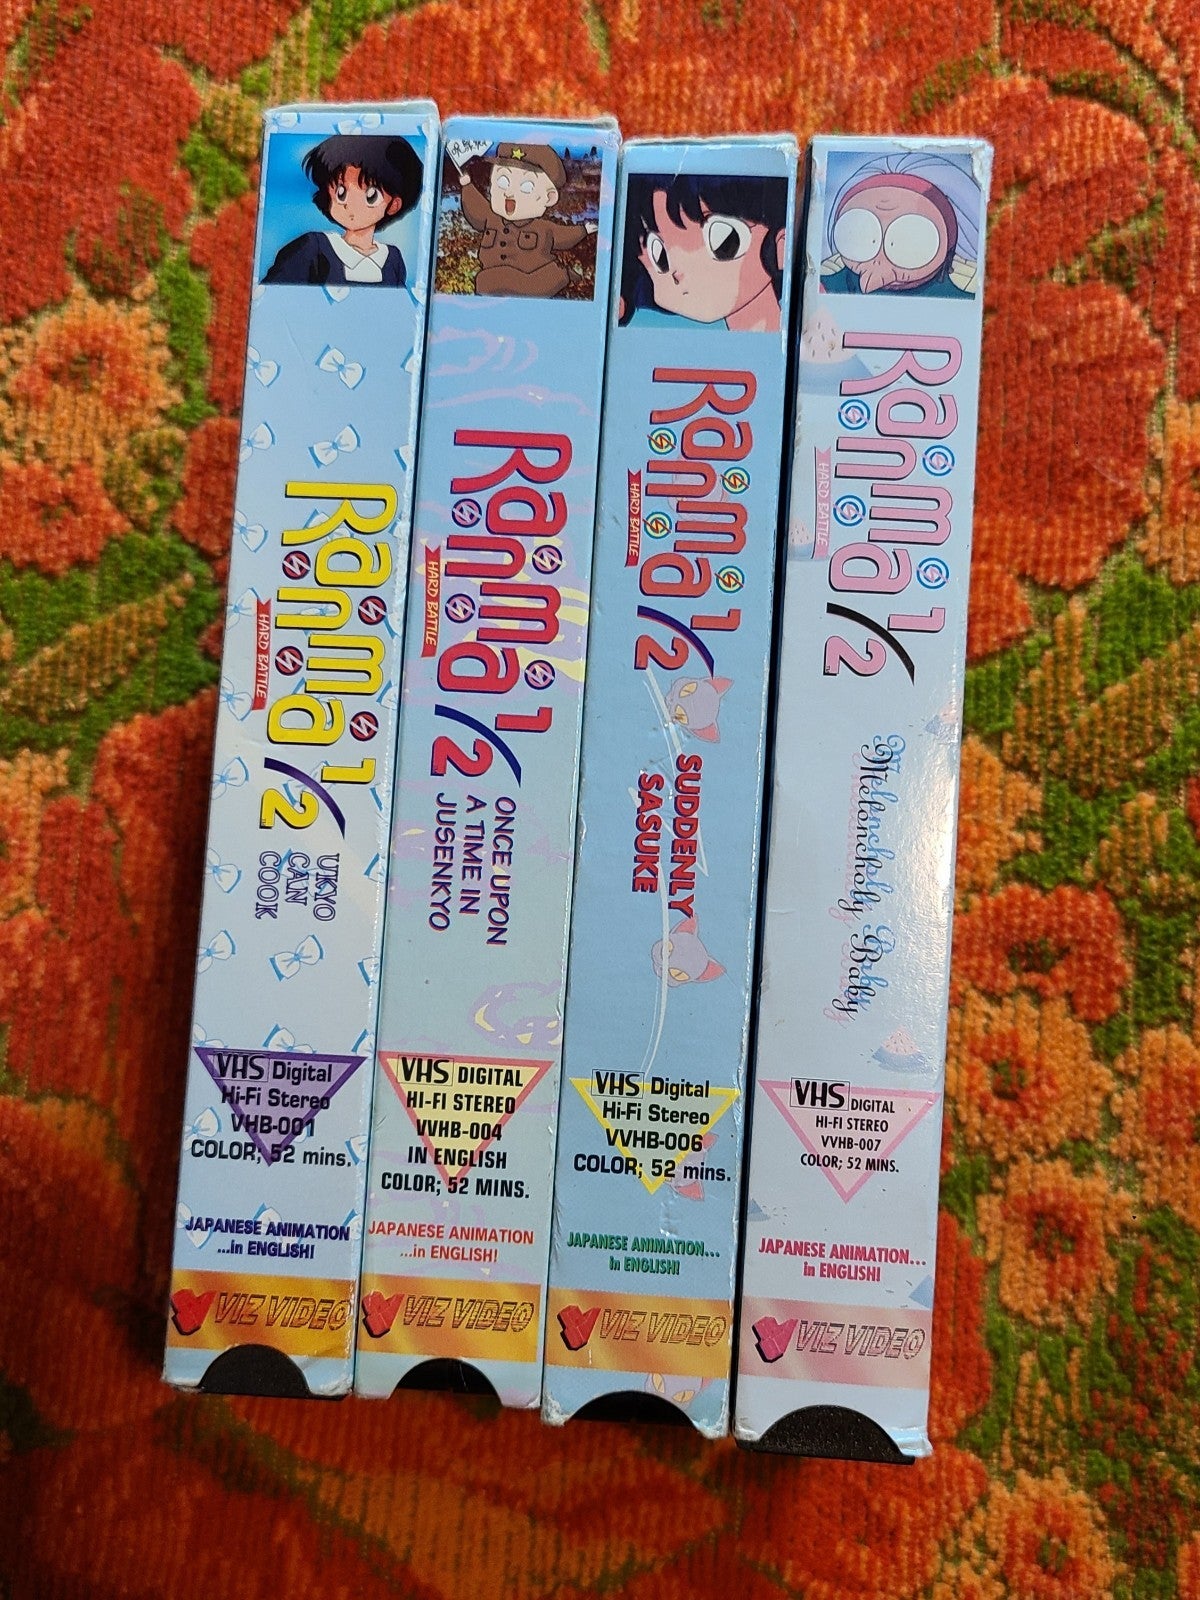 Ranma 1/2
HARD BATTLE
UKYO
CAN
COOK
VHS Digital
Hi-Fi Stereo
VHB-001
COLOR; 52 mins.
JAPANESE ANIMATION
...in ENGLISH!
VIZ VIDEO
Ranma 1/2
HARD BATTLE
ONCE UPON
A TIME IN
JUSENKYO
VHS DIGITAL
HI-FI STEREO
VVHB-004
IN ENGLISH
COLOR; 52 MINS.
JAPANESE ANIMATION
...in ENGLISH!
VIZ VIDEO
Ranma 1/2
HARD BATTLE
SUDDENLY
SASUKE
VHS Digital
Hi-Fi Stereo
VVHB-006
COLOR; 52 mins.
JAPANESE ANIMATION...
in ENGLISH!
VIZ VIDEO
Ranma 1/2
HARD BATTLE
Melancholy Baby
VHS DIGITAL
HI-FI STEREO
VVHB-007
COLOR; 52 MINS.
JAPANESE ANIMATION...
in ENGLISH!
VIZ VIDEO